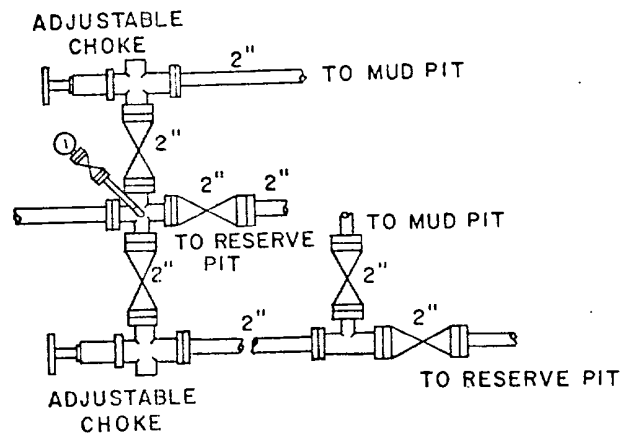 ADJUSTABLE
CHOKE
2"
TO MUD PIT
1
2"
2"
2"
TO RESERVE
PIT
TO MUD PIT
2"
2"
2"
2"
TO RESERVE PIT
ADJUSTABLE
CHOKE